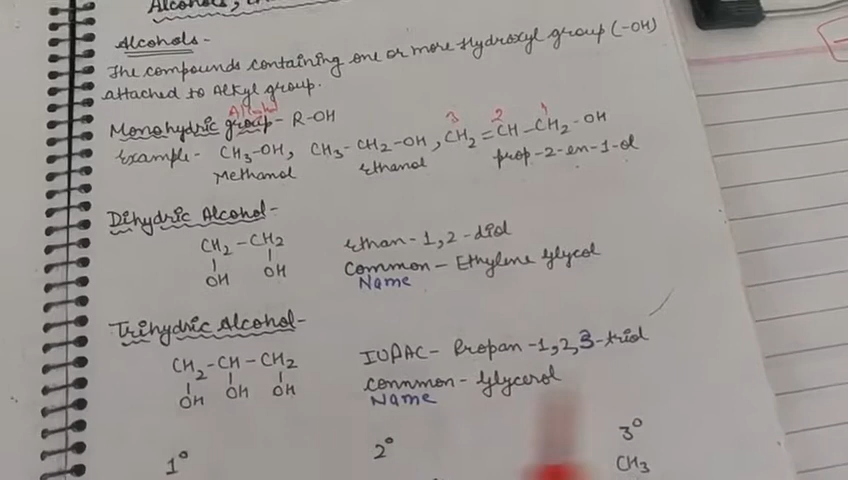 Alcohols,
Alcohols-
The compounds containing one or more Hydroxyl group (-OH)
attached to Alkyl group.
Alcohol
Monohydric group- R-OH
3 2 1
Example- CH3-OH, CH3-CH2-OH, CH2=CH-CH2-OH
Methanol Ethanol prop-2-en-1-ol
Dihydric Alcohol-
CH2-CH2 ethan-1,2-diol
OH OH Common- Ethylene Glycol
Name
Trihydric Alcohol-
CH2-CH-CH2 IUPAC- Propan-1,2,3-triol
OH OH OH Common- Glycerol
Name
1° 2° 3°
CH3